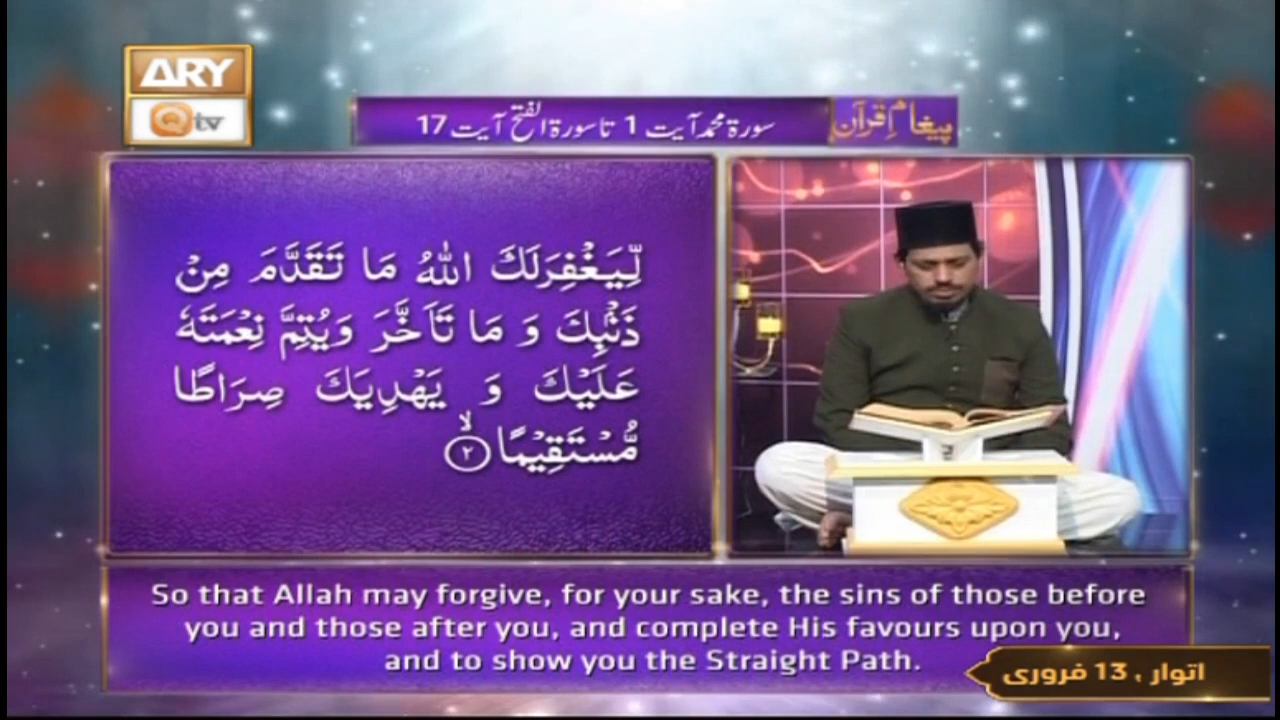 ARY
Qtv
پیغامِ قرآن
سورۃ محمد آیت 1 تا سورۃ الفتح آیت 17
لِّيَغْفِرَلَكَ اللهُ مَا تَقَدَّمَ مِنْ
ذَنْۢبِكَ وَ مَا تَاَخَّرَ وَيُتِمَّ نِعْمَتَهٗ
عَلَيْكَ وَ يَهْدِيَكَ صِرَاطًا
مُّسْتَقِيْمًا ۙ﴿۲﴾
So that Allah may forgive, for your sake, the sins of those before
you and those after you, and complete His favours upon you,
and to show you the Straight Path.
اتوار ، 13 فروری